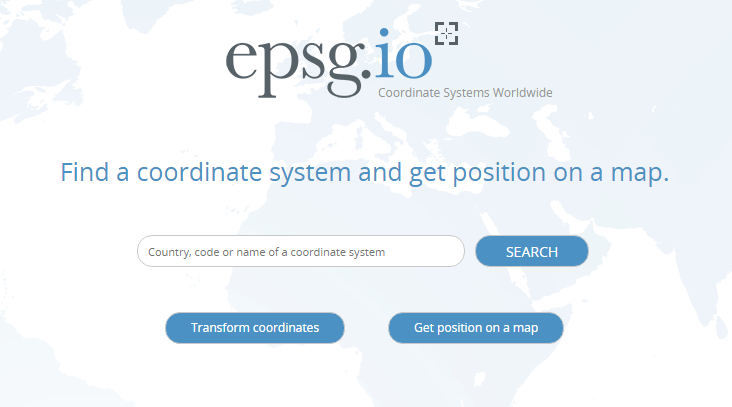 epsg.io
Coordinate Systems Worldwide
Find a coordinate system and get position on a map.
Country, code or name of a coordinate system
SEARCH
Transform coordinates
Get position on a map